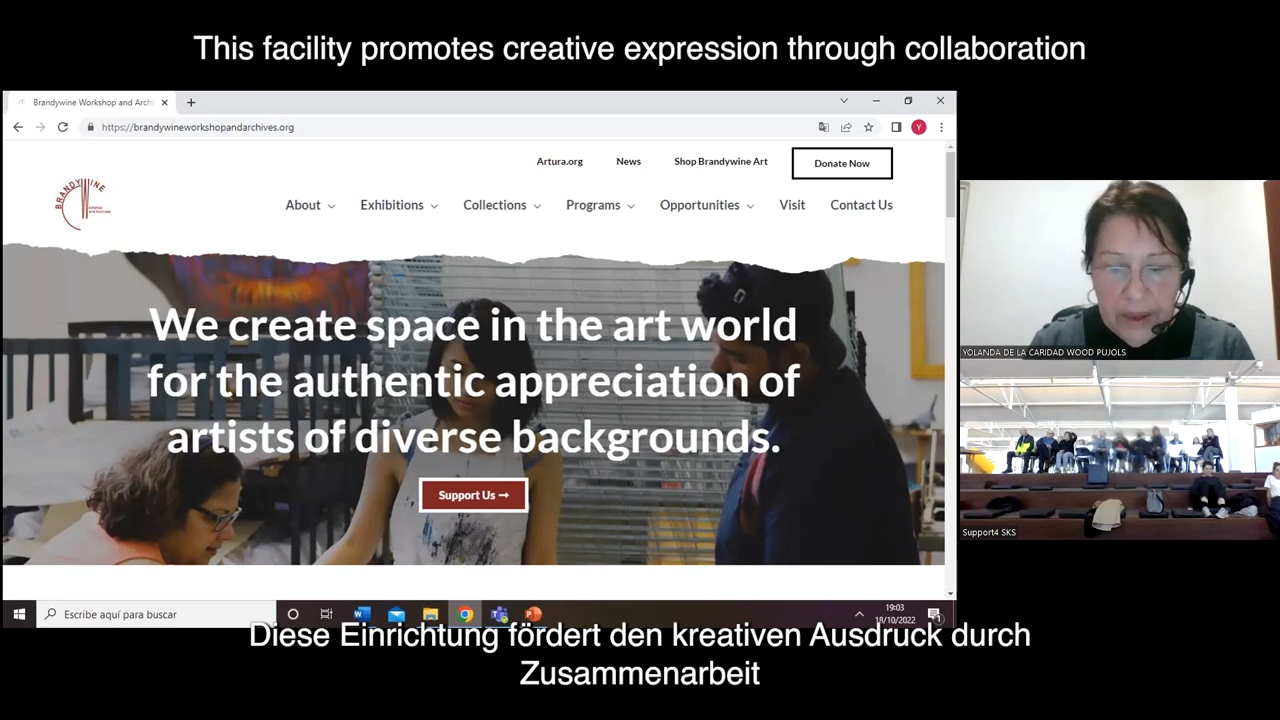 This facility promotes creative expression through collaboration
Brandywine Workshop and Archi
https://brandywineworkshopandarchives.org
Y
Artura.org News Shop Brandywine Art Donate Now
BRANDYWINE
About Exhibitions Collections Programs Opportunities Visit Contact Us
We create space in the art world
for the authentic appreciation of
artists of diverse backgrounds.
Support Us →
YOLANDA DE LA CARIDAD WOOD PUJOLS
Support4 SKS
Escribe aquí para buscar
19:03
18/10/2022
1
Diese Einrichtung fördert den kreativen Ausdruck durch
Zusammenarbeit